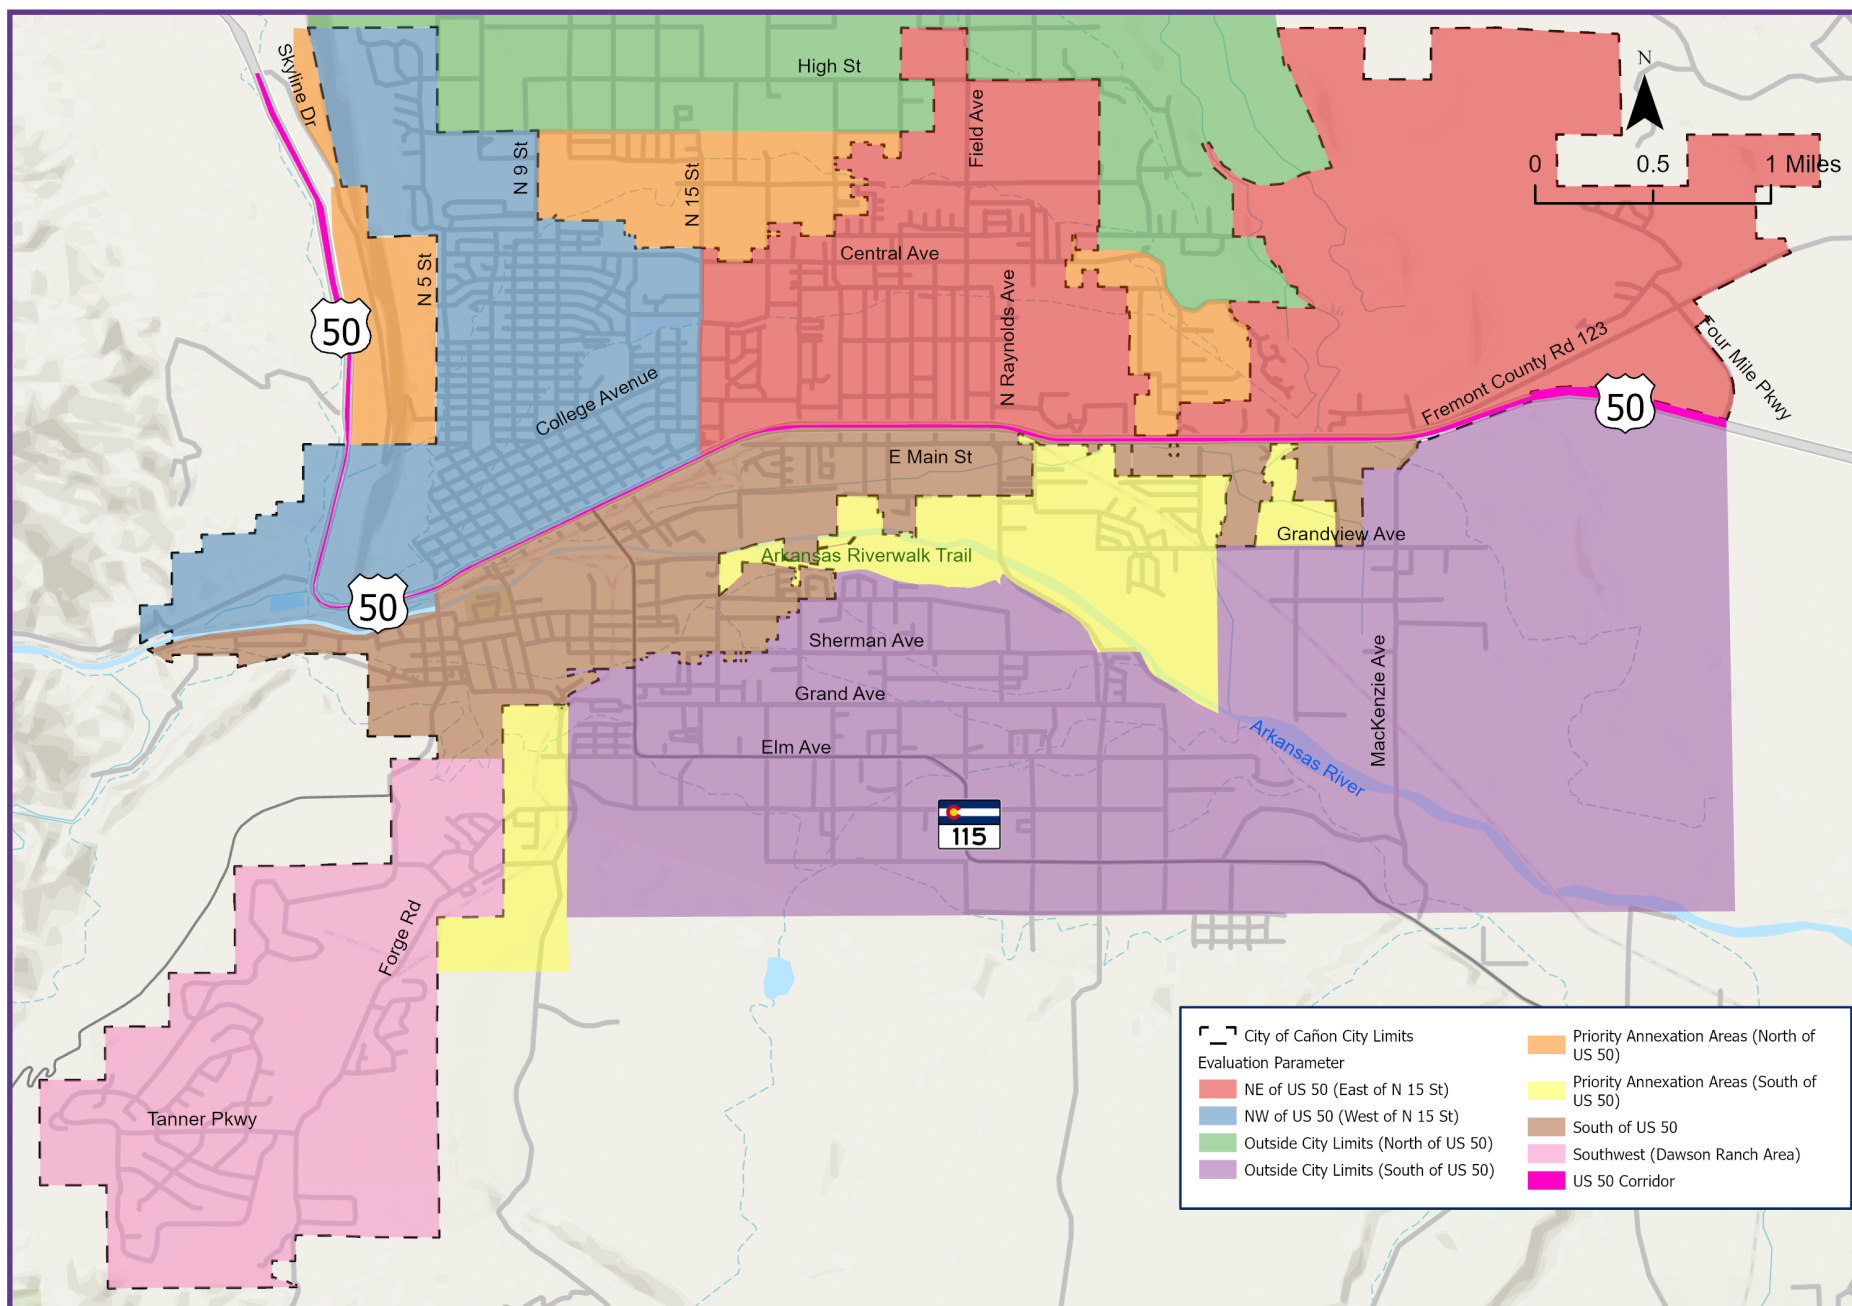 Skyline Dr
High St
N
0
0.5
1 Miles
Field Ave
N 9 St
N 15 St
Central Ave
N 5 St
N Raynolds Ave
50
Fremont County Rd 123
Four Mile Pkwy
50
College Avenue
E Main St
Grandview Ave
Arkansas Riverwalk Trail
50
Sherman Ave
MacKenzie Ave
Grand Ave
Elm Ave
Arkansas River
115
Forge Rd
Tanner Pkwy
City of Cañon City Limits
Evaluation Parameter
NE of US 50 (East of N 15 St)
NW of US 50 (West of N 15 St)
Outside City Limits (North of US 50)
Outside City Limits (South of US 50)
Priority Annexation Areas (North of
US 50)
Priority Annexation Areas (South of
US 50)
South of US 50
Southwest (Dawson Ranch Area)
US 50 Corridor